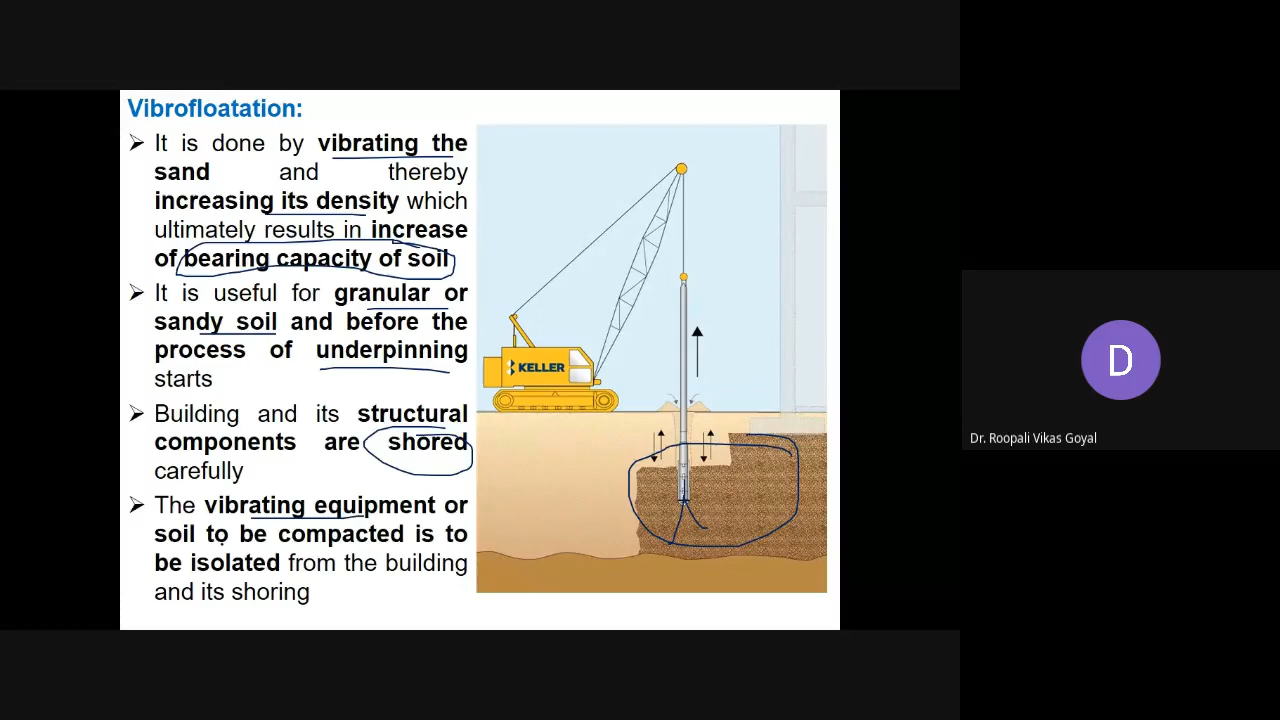 Vibrofloatation:
➢ It is done by vibrating the
sand and thereby
increasing its density which
ultimately results in increase
of bearing capacity of soil
➢ It is useful for granular or
sandy soil and before the
process of underpinning
starts
➢ Building and its structural
components are shored
carefully
➢ The vibrating equipment or
soil to be compacted is to
be isolated from the building
and its shoring
KELLER
D
Dr. Roopali Vikas Goyal